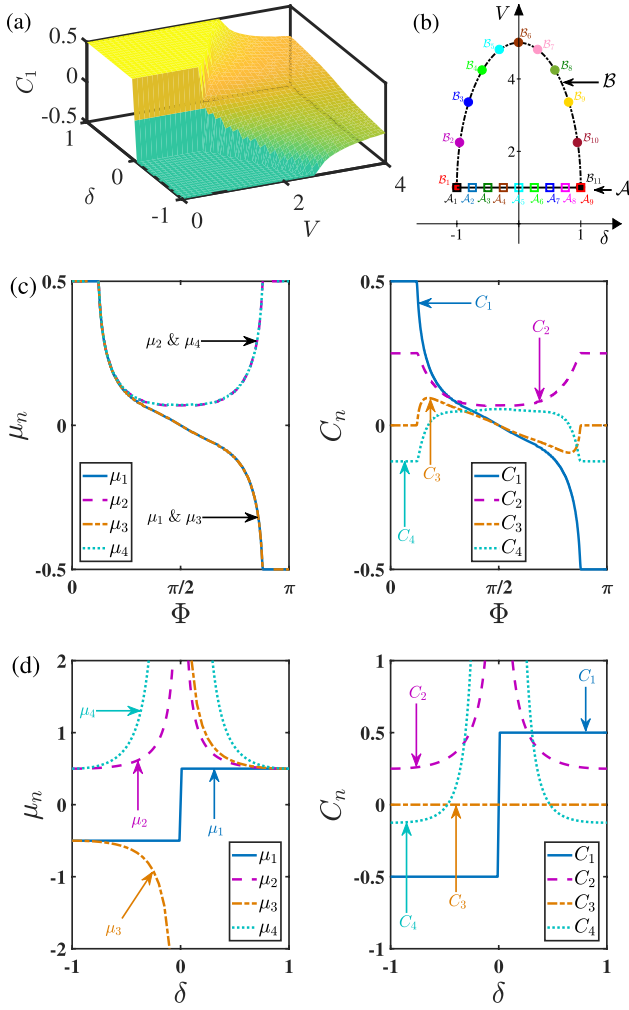 (a)
0.5
0
-0.5
C₁
1
0
-1
δ
0
2
4
V
(b)
V
4
2
-1
1
δ
ℬ₁
ℬ₂
ℬ₃
ℬ₄
ℬ₆
ℬ₇
ℬ₈
ℬ₉
ℬ₁₀
ℬ₁₁
ℬ
𝒜
𝒜₁ 𝒜₂ 𝒜₃ 𝒜₄ 𝒜₅ 𝒜₆ 𝒜₇ 𝒜₈ 𝒜₉
(c)
0.5
0
-0.5
μₙ
μ₂ & μ₄
μ₁ & μ₃
μ₁
μ₂
μ₃
μ₄
0 π/2 π
Φ
0.5
0
-0.5
Cₙ
C₁
C₂
C₃
C₄
C₁
C₂
C₃
C₄
0 π/2 π
Φ
(d)
2
1
0
-1
-2
μₙ
μ₄
μ₂
μ₁
μ₃
μ₁
μ₂
μ₃
μ₄
-1 0 1
δ
1
0.5
0
-0.5
-1
Cₙ
C₁
C₂
C₃
C₄
C₁
C₂
C₃
C₄
-1 0 1
δ